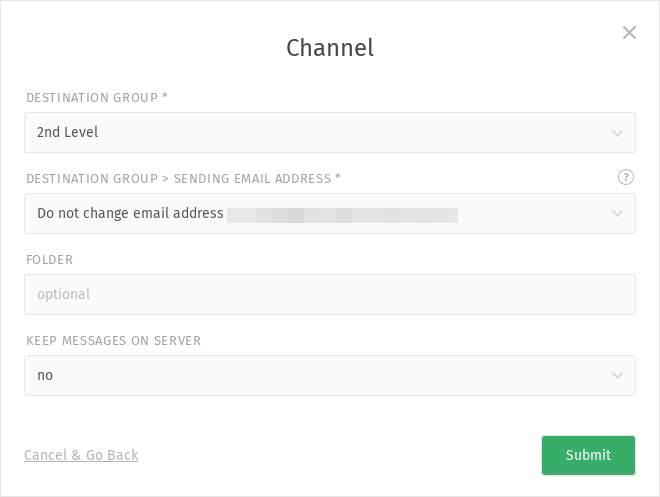 Channel
DESTINATION GROUP *
2nd Level
DESTINATION GROUP > SENDING EMAIL ADDRESS *
?
Do not change email address
FOLDER
optional
KEEP MESSAGES ON SERVER
no
Cancel & Go Back
Submit